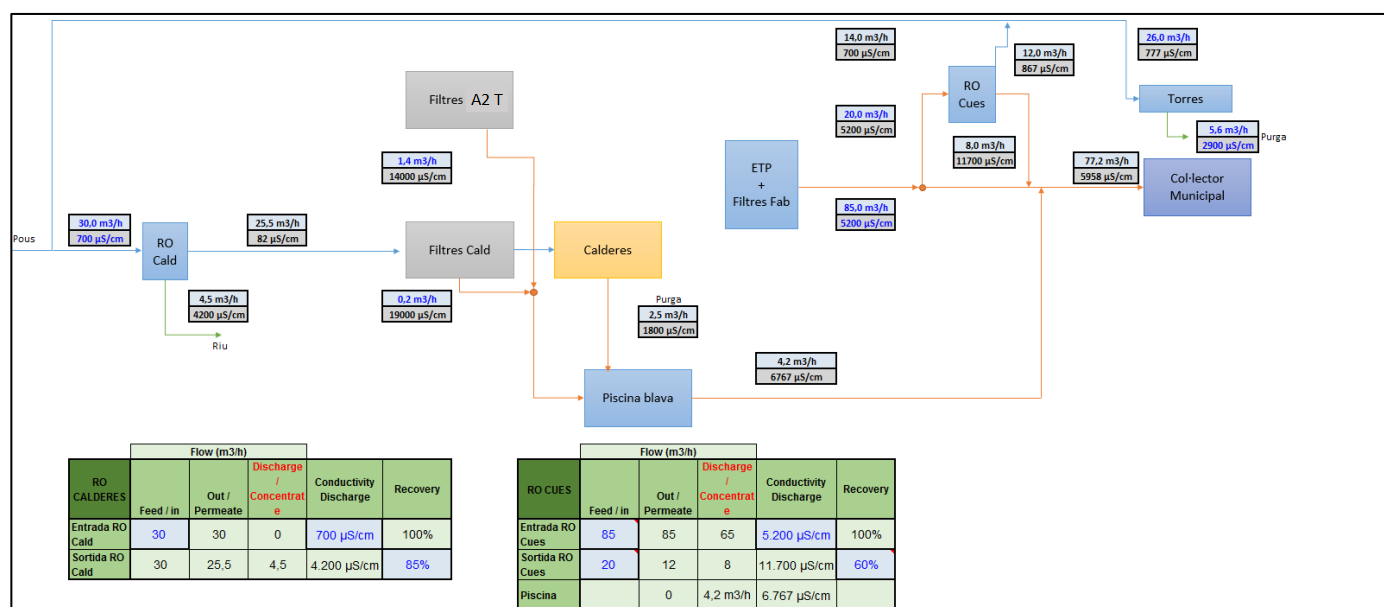 14,0 m3/h
700 µS/cm
12,0 m3/h
867 µS/cm
26,0 m3/h
777 µS/cm
Filtres A2 T
RO
Cues
Torres
20,0 m3/h
5200 µS/cm
5,6 m3/h
2900 µS/cm
Purga
1,4 m3/h
14000 µS/cm
ETP
+
Filtres Fab
8,0 m3/h
11700 µS/cm
77,2 m3/h
5958 µS/cm
Col·lector
Municipal
85,0 m3/h
5200 µS/cm
Pous
30,0 m3/h
700 µS/cm
RO
Cald
25,5 m3/h
82 µS/cm
Filtres Cald
Calderes
4,5 m3/h
4200 µS/cm
Riu
0,2 m3/h
19000 µS/cm
Purga
2,5 m3/h
1800 µS/cm
4,2 m3/h
6767 µS/cm
Piscina blava
Flow (m3/h)
RO
CALDERES
Feed / in
Out /
Permeate
Discharge
/
Concentrat
e
Conductivity
Discharge
Recovery
Entrada RO
Cald
30
30
0
700 µS/cm
100%
Sortida RO
Cald
30
25,5
4,5
4.200 µS/cm
85%
Flow (m3/h)
RO CUES
Feed / in
Out /
Permeate
Discharge
/
Concentrat
e
Conductivity
Discharge
Recovery
Entrada RO
Cues
85
85
65
5.200 µS/cm
100%
Sortida RO
Cues
20
12
8
11.700 µS/cm
60%
Piscina
0
4,2 m3/h
6.767 µS/cm